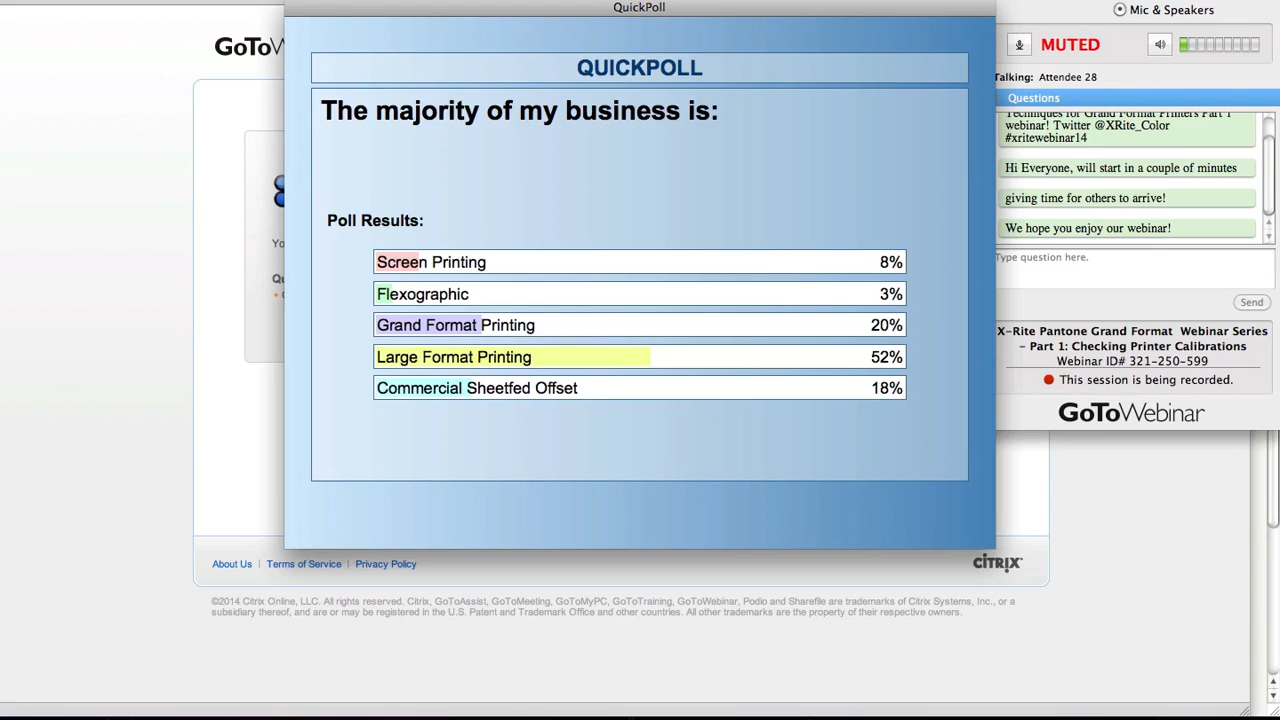 QuickPoll
GoToW
QUICKPOLL
The majority of my business is:
Poll Results:
Screen Printing 8%
Flexographic 3%
Grand Format Printing 20%
Large Format Printing 52%
Commercial Sheetfed Offset 18%
Yo
Qu
Mic & Speakers
MUTED
Talking: Attendee 28
Questions
Techniques for Grand Format Printers Part 1
webinar! Twitter @XRite_Color
#xritewebinar14
Hi Everyone, will start in a couple of minutes
giving time for others to arrive!
We hope you enjoy our webinar!
Type question here.
Send
X-Rite Pantone Grand Format Webinar Series
– Part 1: Checking Printer Calibrations
Webinar ID# 321-250-599
This session is being recorded.
GoToWebinar
About Us | Terms of Service | Privacy Policy
CITRIX
©2014 Citrix Online, LLC. All rights reserved. Citrix, GoToAssist, GoToMeeting, GoToMyPC, GoToTraining, GoToWebinar, Podio and Sharefile are trademarks of Citrix Systems, Inc., or a
subsidiary thereof, and are or may be registered in the U.S. Patent and Trademark Office and other countries. All other trademarks are the property of their respective owners.